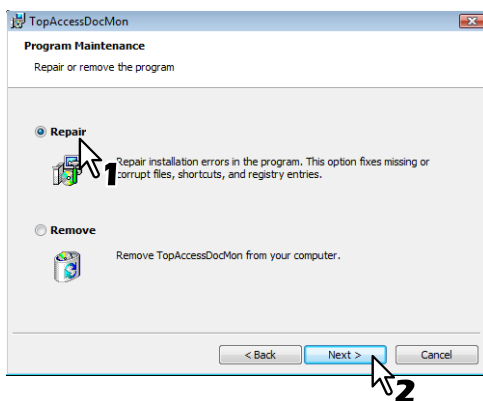 TopAccessDocMon
Program Maintenance
Repair or remove the program
Repair
1
Repair installation errors in the program. This option fixes missing or
corrupt files, shortcuts, and registry entries.
Remove
Remove TopAccessDocMon from your computer.
< Back
Next >
Cancel
2